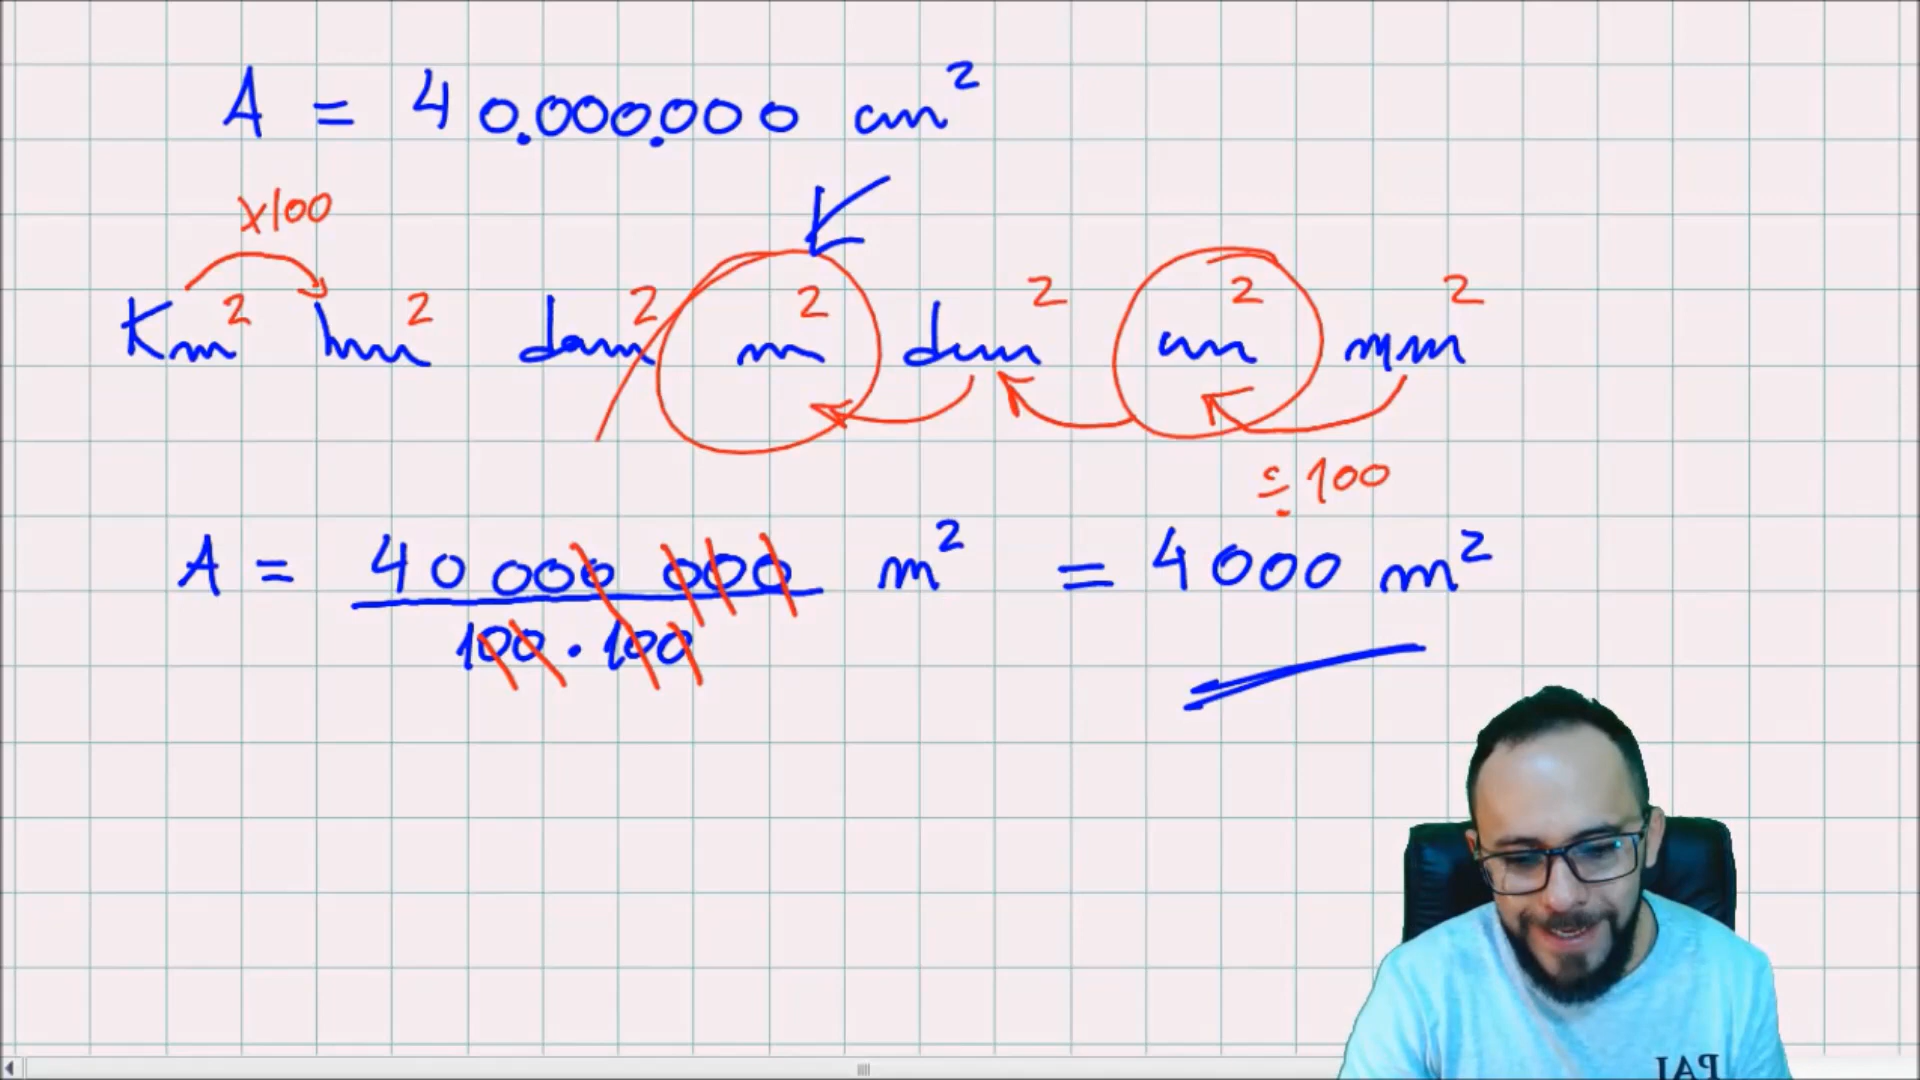 A = 40.000.000 cm²
x100
Km² hm² dam² m² dm² cm² mm²
÷ 100
A = 40 000 000 / 100 · 100 m² = 4000 m²
PAI